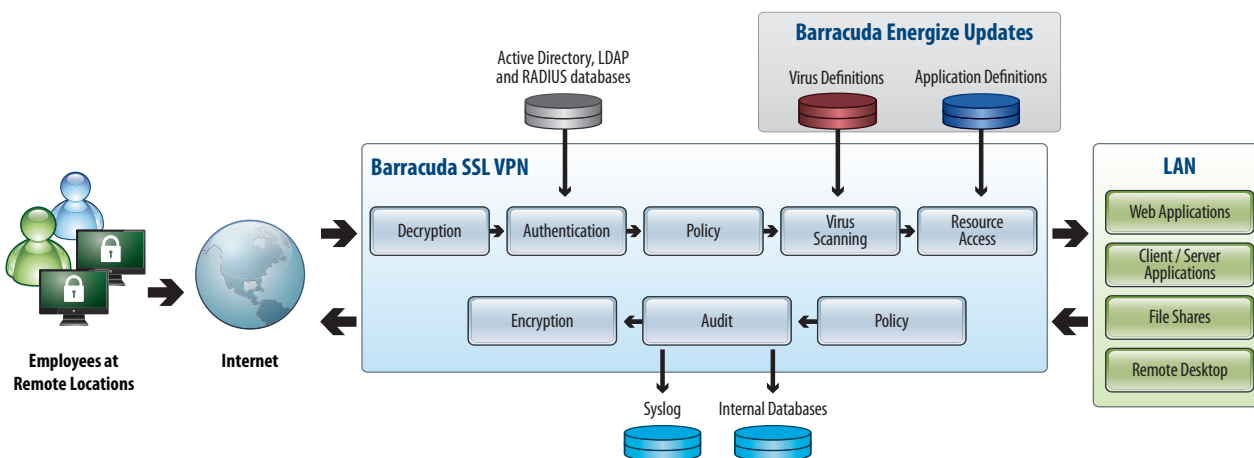 Barracuda Energize Updates
Active Directory, LDAP
and RADIUS databases
Virus Definitions
Application Definitions
Barracuda SSL VPN
LAN
Decryption
Authentication
Policy
Virus
Scanning
Resource
Access
Web Applications
Client / Server
Applications
File Shares
Remote Desktop
Encryption
Audit
Policy
Employees at
Remote Locations
Internet
Syslog
Internal Databases